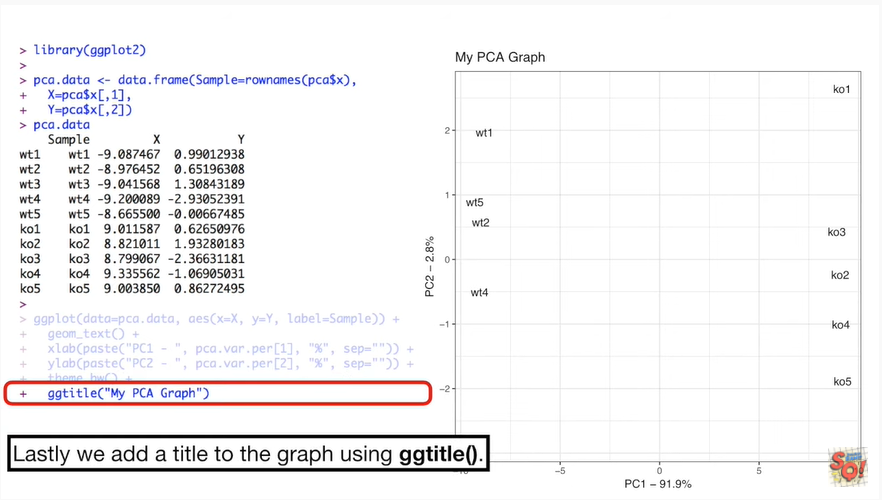 > library(ggplot2)
>
> pca.data <- data.frame(Sample=rownames(pca$x),
+ X=pca$x[,1],
+ Y=pca$x[,2])
> pca.data
Sample X Y
wt1 wt1 -9.087467 0.99012938
wt2 wt2 -8.976452 0.65196308
wt3 wt3 -9.041568 1.30843189
wt4 wt4 -9.200089 -2.93052391
wt5 wt5 -8.665500 -0.00667485
ko1 ko1 9.011587 0.62650976
ko2 ko2 8.821011 1.93280183
ko3 ko3 8.799067 -2.36631181
ko4 ko4 9.335562 -1.06905031
ko5 ko5 9.003850 0.86272495
>
> ggplot(data=pca.data, aes(x=X, y=Y, label=Sample)) +
+ geom_text() +
+ xlab(paste("PC1 - ", pca.var.per[1], "%", sep="")) +
+ ylab(paste("PC2 - ", pca.var.per[2], "%", sep="")) +
+ theme_bw() +
+ ggtitle("My PCA Graph")
Lastly we add a title to the graph using ggtitle().
My PCA Graph
ko1
wt1
wt5
wt2
ko3
ko2
wt4
ko4
ko5
2
1
0
−1
−2
PC2 − 2.8%
−5
0
5
PC1 − 91.9%
SQ!